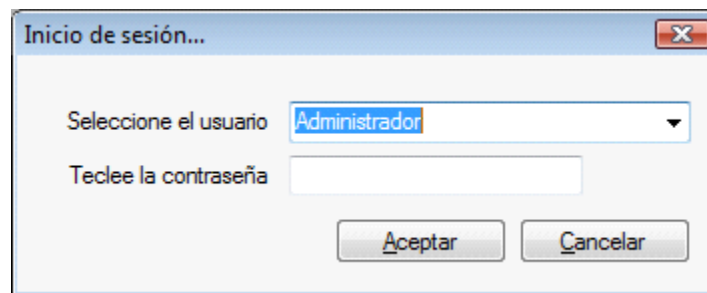 Inicio de sesión...
Seleccione el usuario Administrador
Teclee la contraseña
Aceptar Cancelar